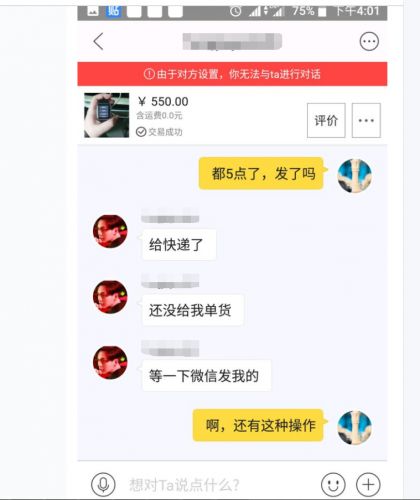 贴 75% 下午4:01
由于对方设置，你无法与ta进行对话
¥ 550.00
含运费0.0元
交易成功
评价
都5点了，发了吗
给快递了
还没给我单货
等一下微信发我的
啊，还有这种操作
想对Ta说点什么?